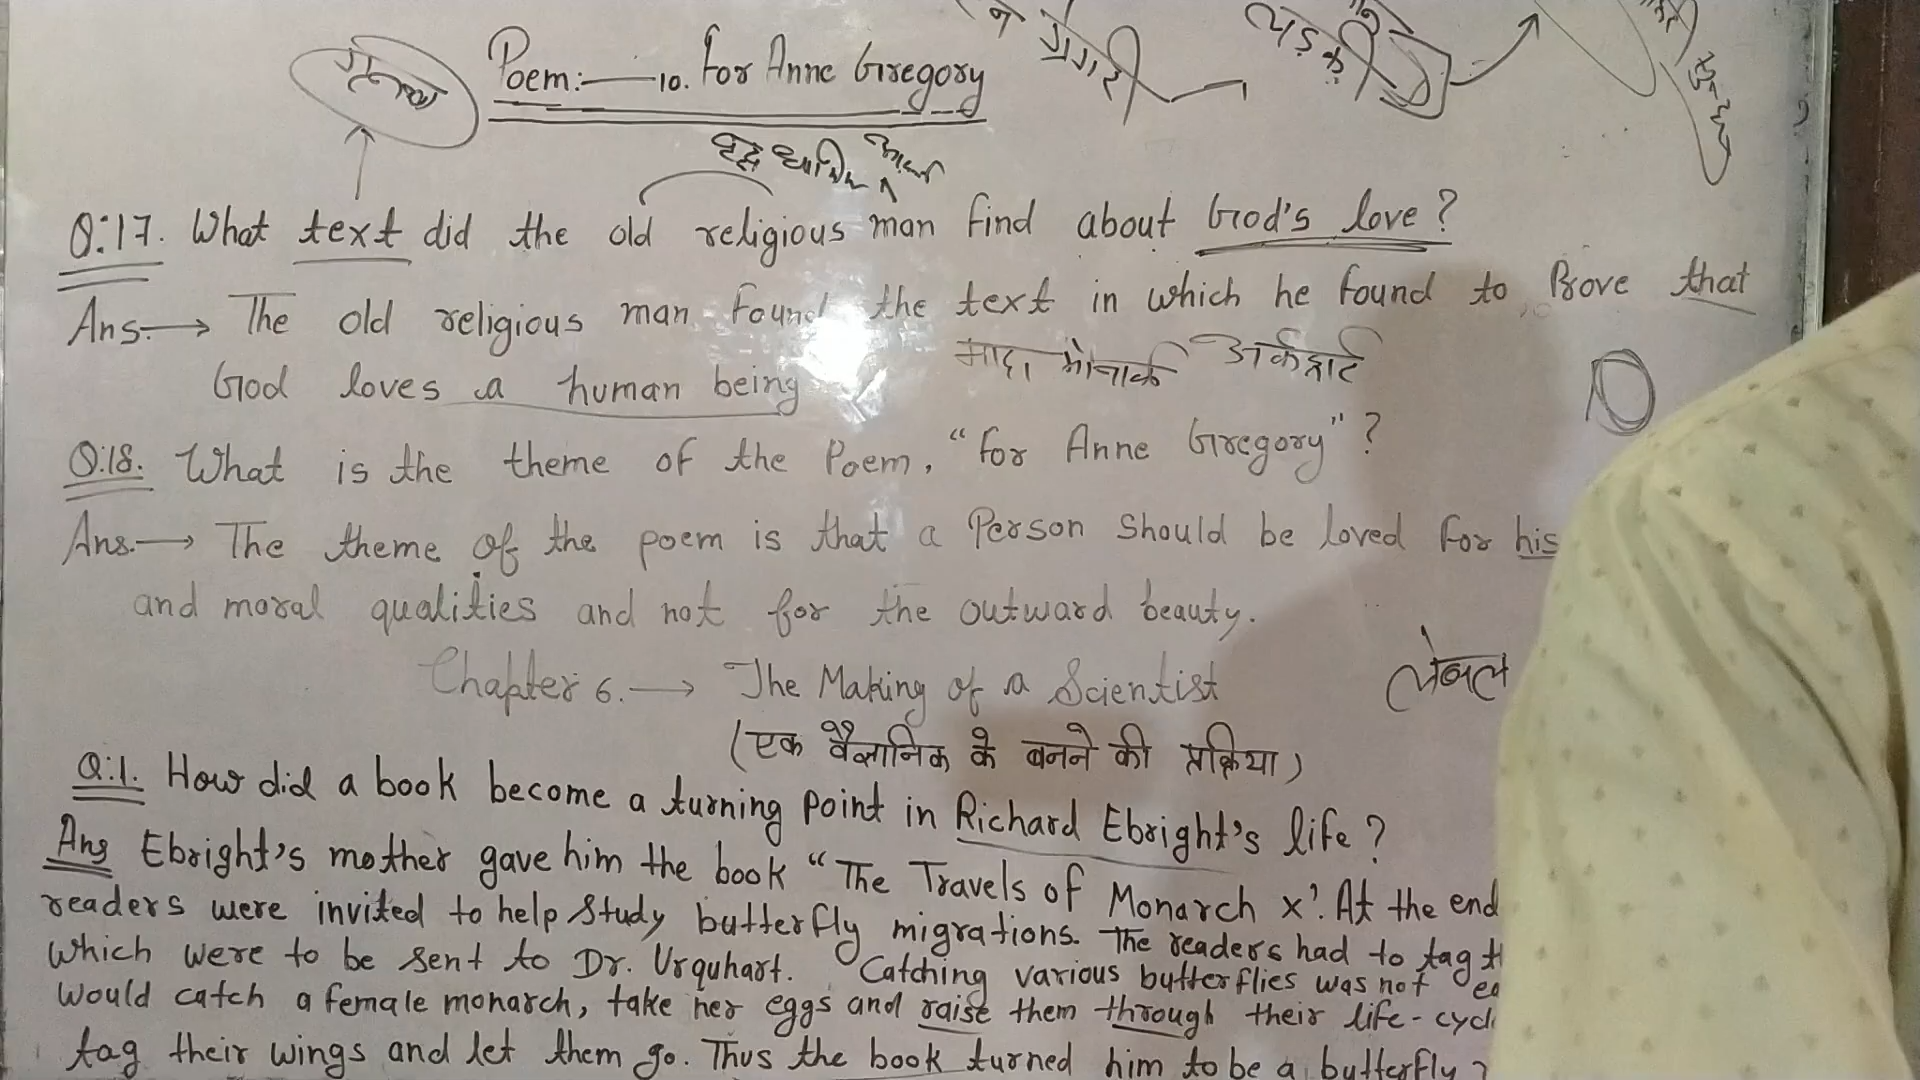 Poem:— 10. For Anne Gregory
Q:17. What text did the old religious man find about God's love?
Ans.→ The old religious man found the text in which he found to Prove that
God loves a human being
Q:18. What is the theme of the Poem, "for Anne Gregory"?
Ans.→ The theme of the poem is that a Person should be loved for his
and moral qualities and not for the outward beauty.
Chapter 6.→ The Making of a Scientist
(एक वैज्ञानिक के बनने की प्रक्रिया)
Q:1. How did a book become a turning point in Richard Ebright's life?
Ans Ebright's mother gave him the book "The Travels of Monarch x'. At the end
readers were invited to help study butterfly migrations. The readers had to tag
which were to be sent to Dr. Urquhart. Catching various butterflies was not
would catch a female monarch, take her eggs and raise them through their life-
tag their wings and let them go. Thus the book turned him to be a butterfly